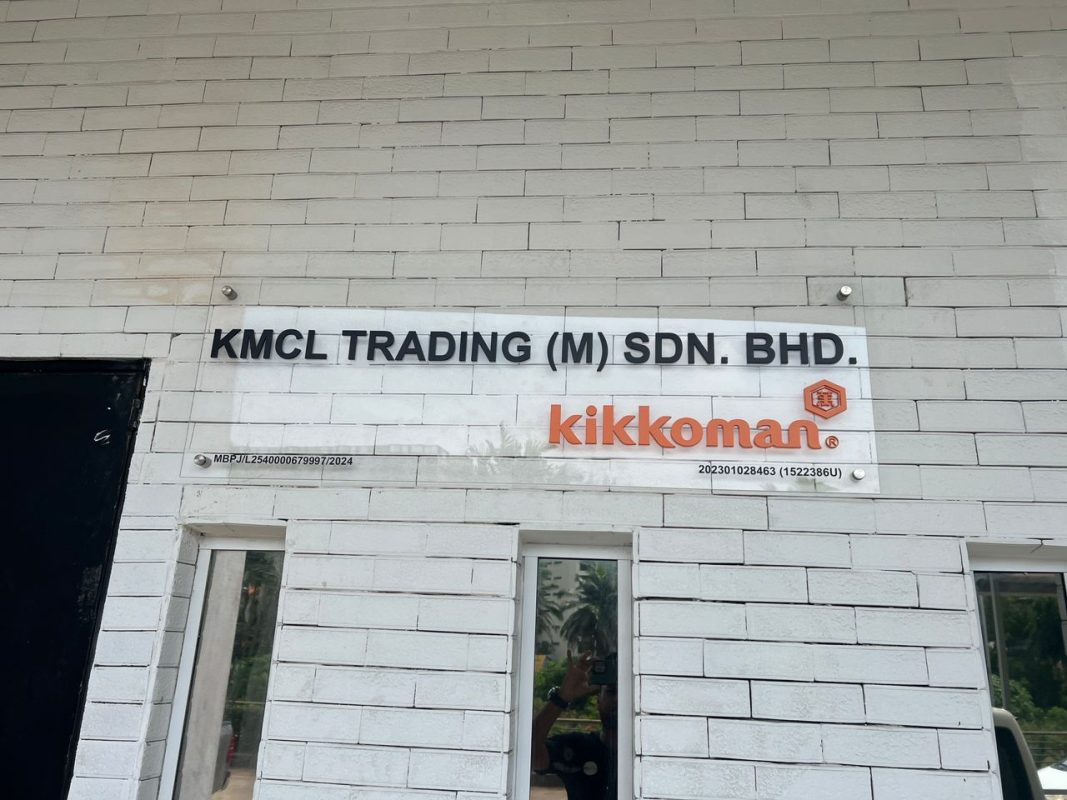 KMCL TRADING (M) SDN. BHD.
kikkoman®
MBPJ/L2540000679997/2024
202301028463 (1522386U)